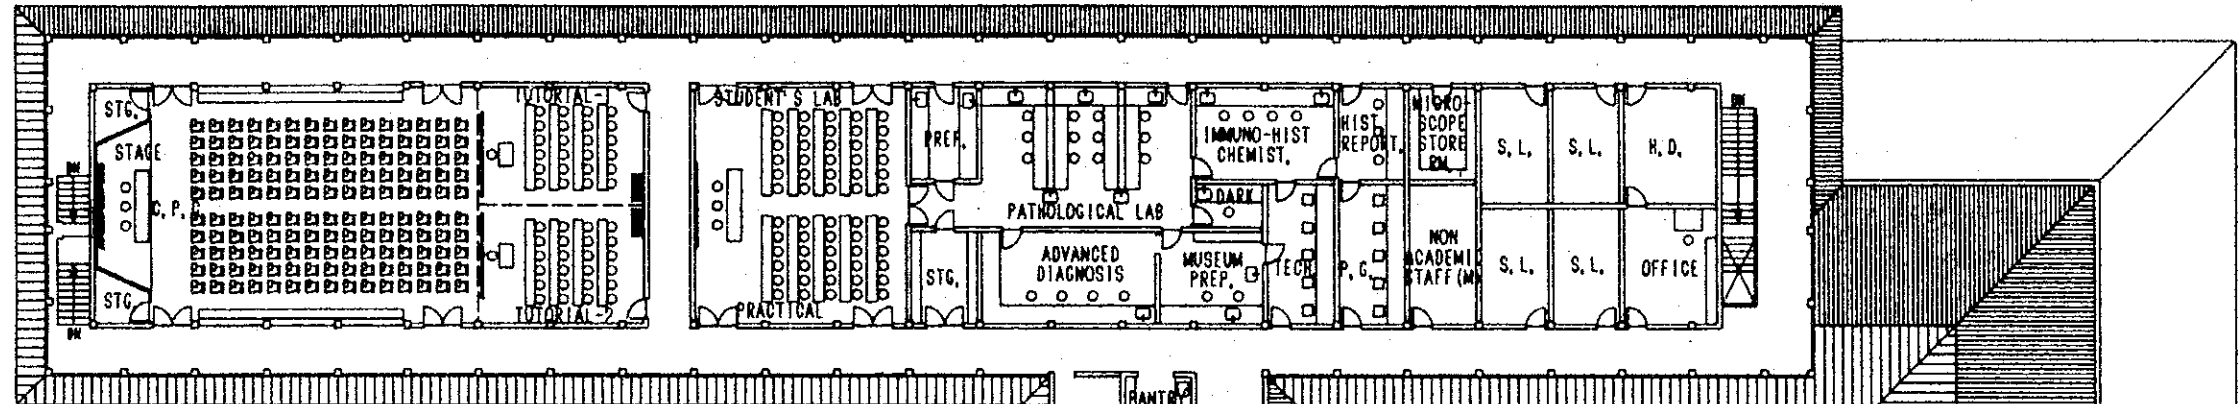 STG.
STAGE
C. P. C.
STG
DN
DN
TUTORIAL-1
TUTORIAL-2
STUDENT'S LAB
PRACTICAL
PREP.
STG.
PATHOLOGICAL LAB
ADVANCED
DIAGNOSIS
IMMUNO-HIST
CHEMIST.
DARK
MUSEUM
PREP.
TECH
HIST
REPORT.
P. G.
MICRO-
SCOPE
STORE
RM.
NON
ACADEMIC
STAFF(M)
S. L.
S. L.
S. L.
S. L.
H. D.
OFFICE
DN
PANTRY